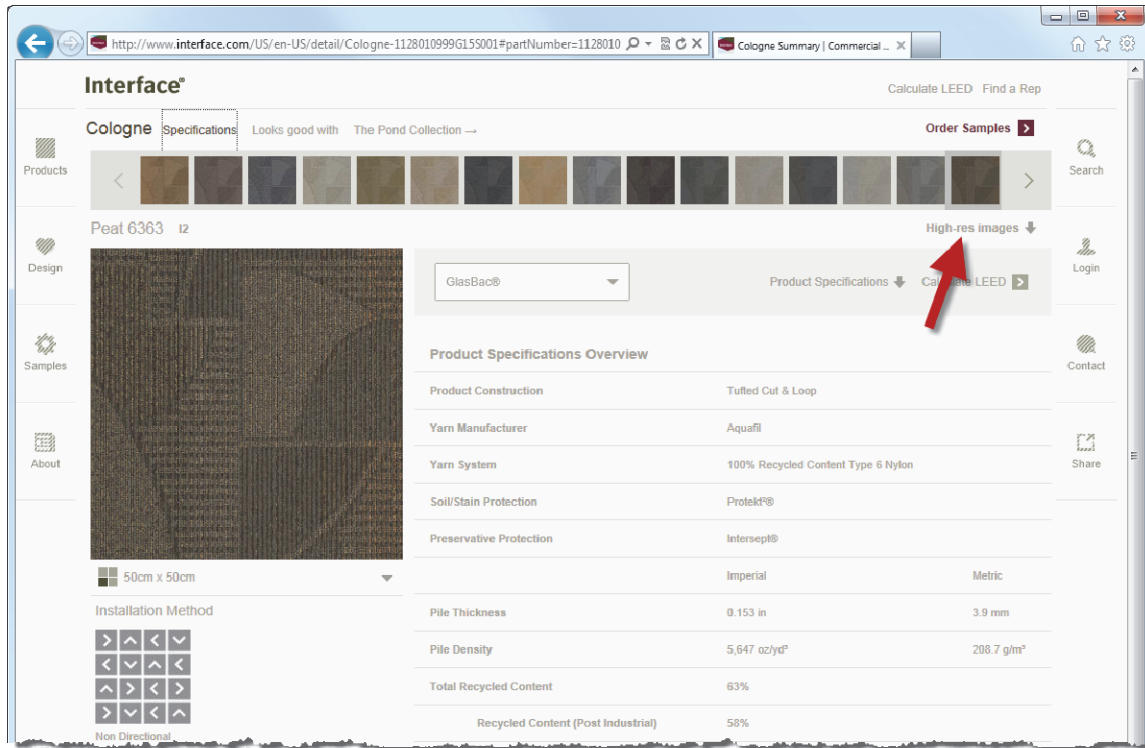 http://www.interface.com/US/en-US/detail/Cologne-1128010999G15S001#partNumber=1128010
Cologne Summary | Commercial ...
Interface®
Calculate LEED Find a Rep
Cologne Specifications Looks good with The Pond Collection →
Order Samples
Products
Search
Peat 6363 I2
High-res images
Design
Login
GlasBac®
Product Specifications
Calculate LEED
Samples
Contact
Product Specifications Overview
Product Construction Tufted Cut & Loop
Yarn Manufacturer Aquafil
About
Share
Yarn System 100% Recycled Content Type 6 Nylon
Soil/Stain Protection Protekt²®
Preservative Protection Intersept®
50cm x 50cm
Imperial Metric
Installation Method
Pile Thickness 0.153 in 3.9 mm
Pile Density 5,647 oz/yd³ 208.7 g/m³
Total Recycled Content 63%
Recycled Content (Post Industrial) 58%
Non Directional